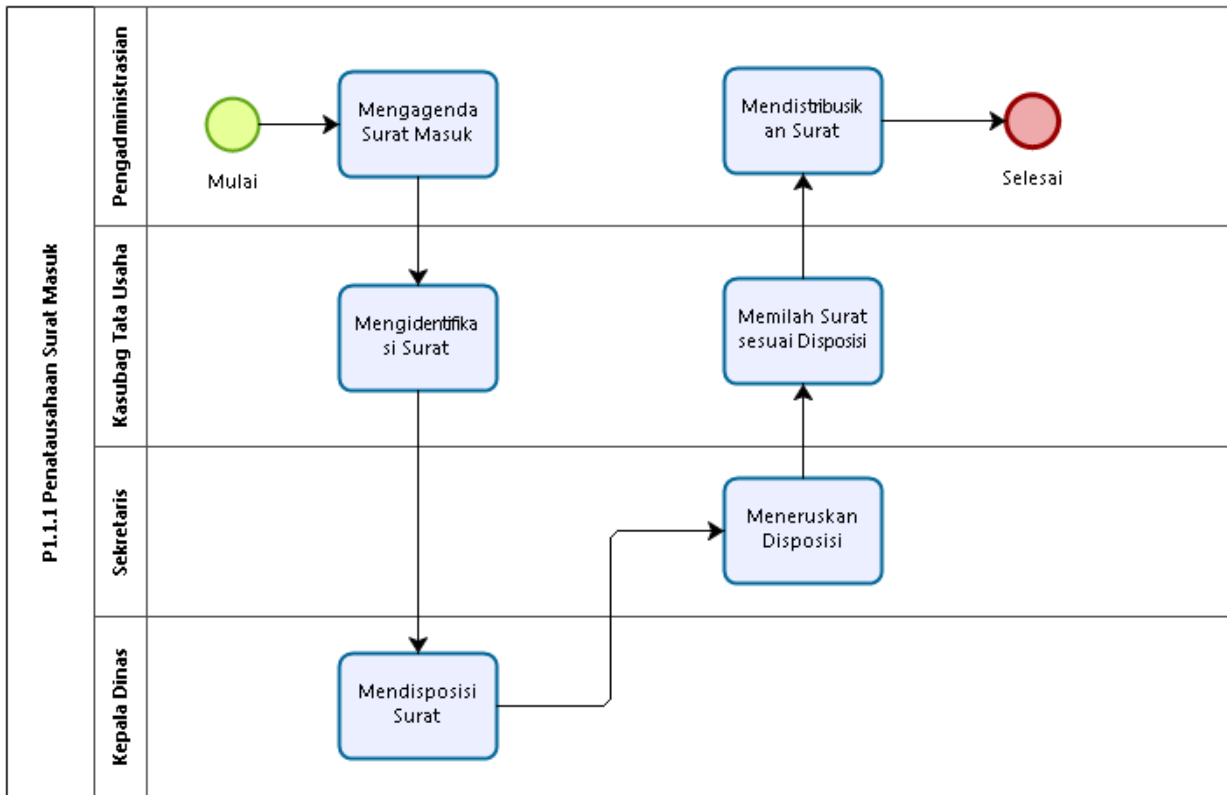 P1.1.1 Penatausahaan Surat Masuk
Pengadministrasian
Mulai
Mengagenda
Surat Masuk
Mendistribusik
an Surat
Selesai
Kasubag Tata Usaha
Mengidentifika
si Surat
Memilah Surat
sesuai Disposisi
Sekretaris
Meneruskan
Disposisi
Kepala Dinas
Mendisposisi
Surat